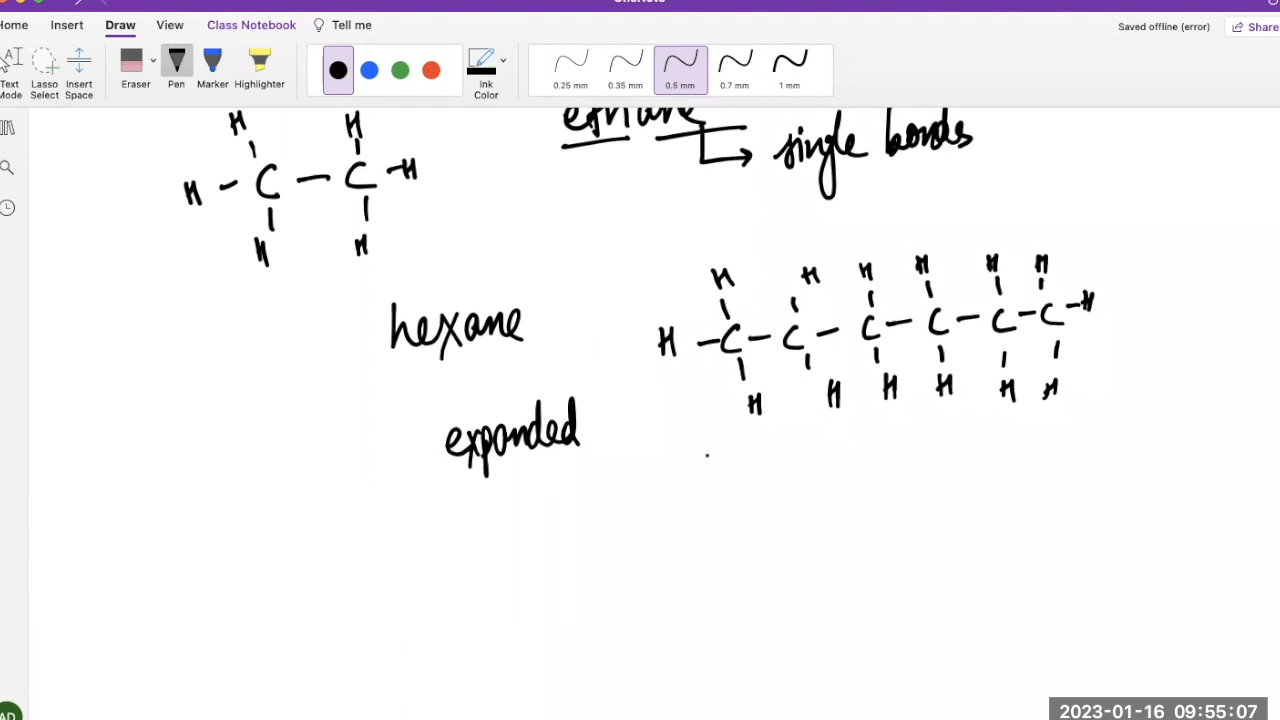 OneNote
Home Insert Draw View Class Notebook Tell me
Saved offline (error) Share
Text Mode Lasso Select Insert Space Eraser Pen Marker Highlighter Ink Color 0.25 mm 0.35 mm 0.5 mm 0.7 mm 1 mm
ethane
single bonds
H H
H - C - C - H
H H
hexane
H H H H H H
H - C - C - C - C - C - C - H
H H H H H H
expanded
AD
2023-01-16 09:55:07